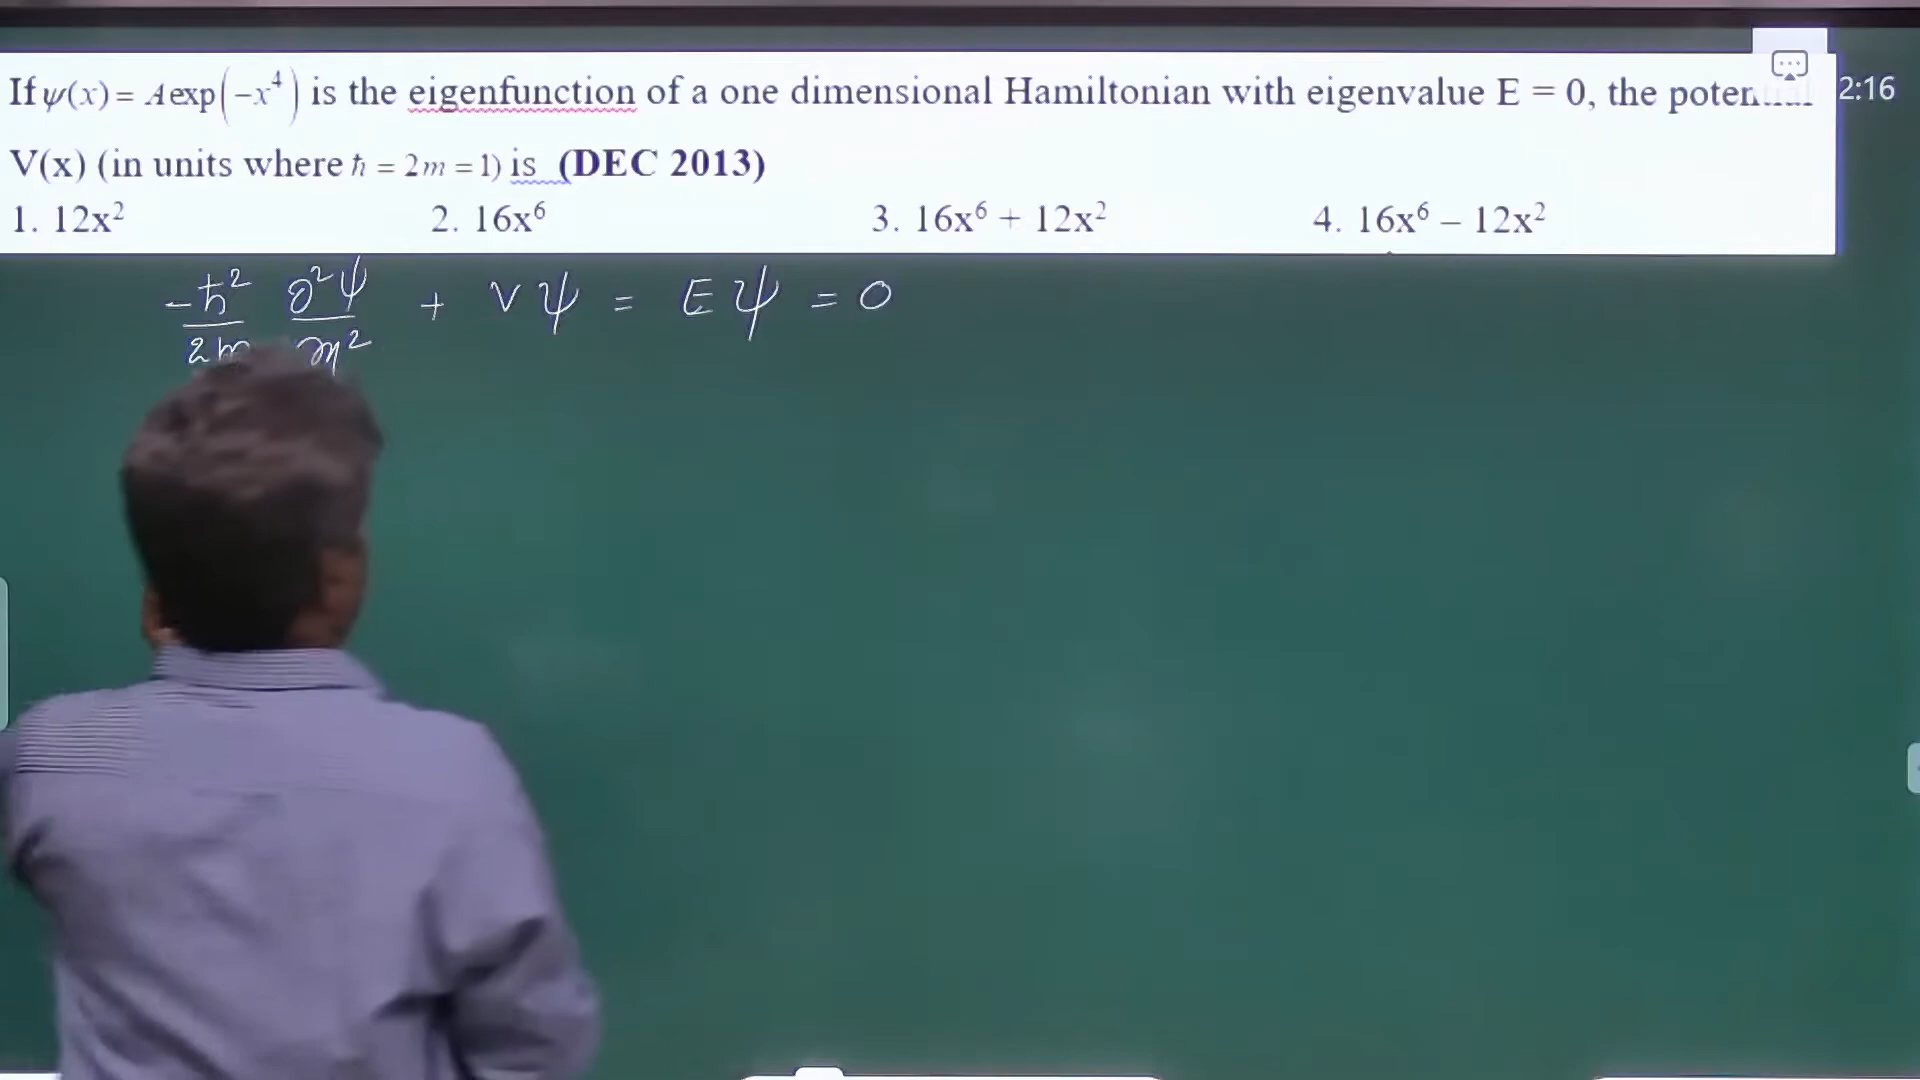 If ψ(x) = A exp(−x⁴) is the eigenfunction of a one dimensional Hamiltonian with eigenvalue E = 0, the 2:16
V(x) (in units where ℏ = 2m = 1) is (DEC 2013)
1. 12x² 2. 16x⁶ 3. 16x⁶ + 12x² 4. 16x⁶ – 12x²
−ℏ²/2m ∂²ψ/∂x² + Vψ = Eψ = 0